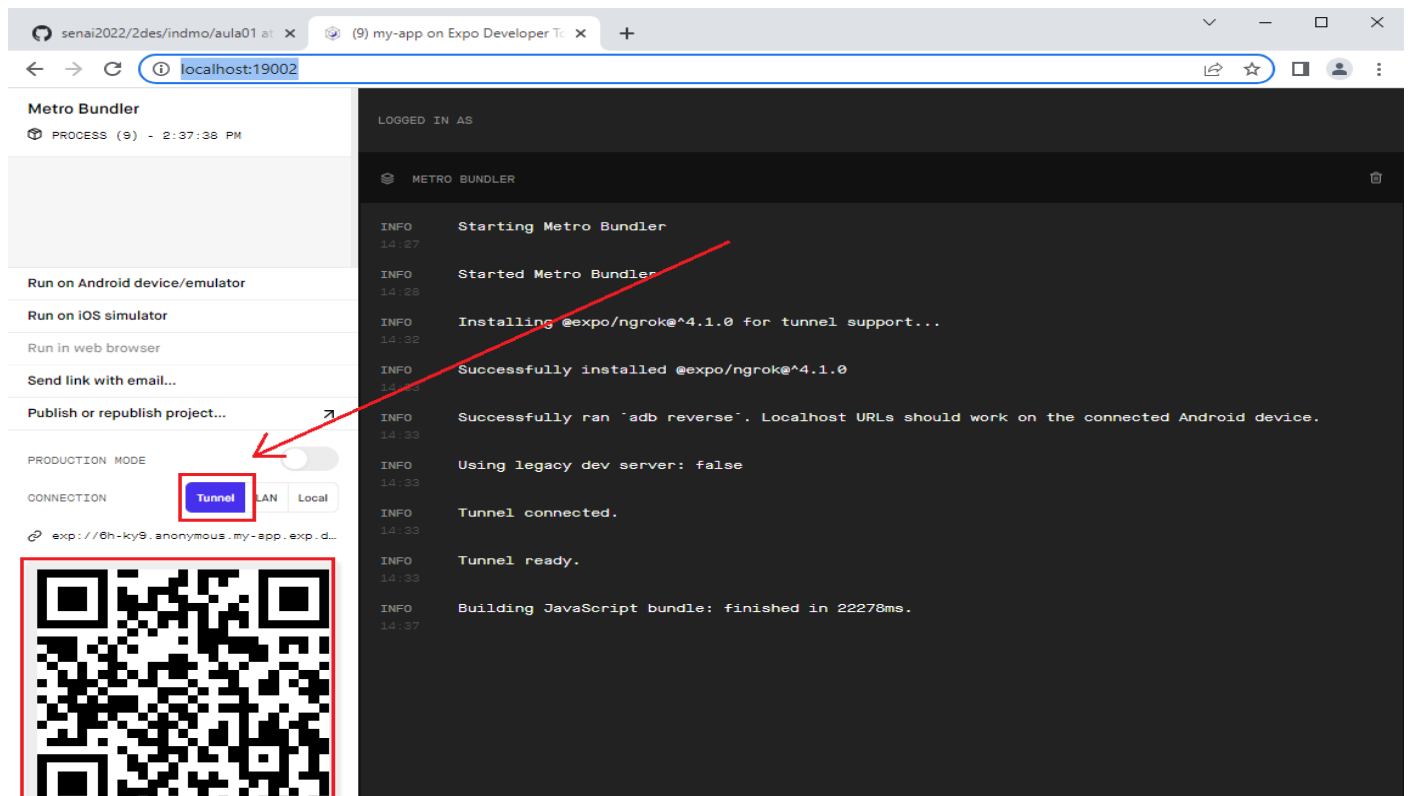 senai2022/2des/indmo/aula01 at
(9) my-app on Expo Developer To
localhost:19002
Metro Bundler
PROCESS (9) - 2:37:38 PM
Run on Android device/emulator
Run on iOS simulator
Run in web browser
Send link with email...
Publish or republish project...
PRODUCTION MODE
CONNECTION
Tunnel LAN Local
exp://6h-ky9.anonymous.my-app.exp.d…
LOGGED IN AS
METRO BUNDLER
INFO Starting Metro Bundler
14:27
INFO Started Metro Bundler
14:28
INFO Installing @expo/ngrok@^4.1.0 for tunnel support...
14:32
INFO Successfully installed @expo/ngrok@^4.1.0
INFO Successfully ran `adb reverse`. Localhost URLs should work on the connected Android device.
14:33
INFO Using legacy dev server: false
14:33
INFO Tunnel connected.
14:33
INFO Tunnel ready.
14:33
INFO Building JavaScript bundle: finished in 22278ms.
14:37